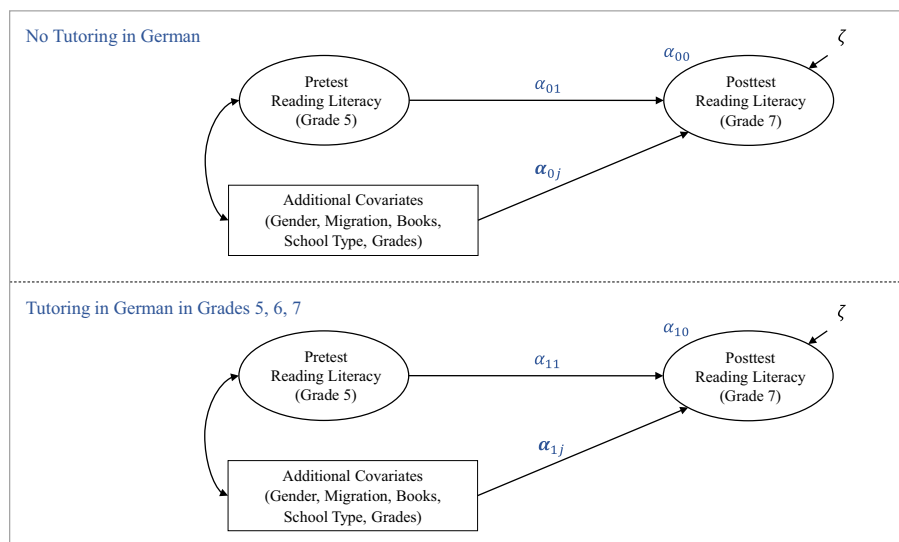 No Tutoring in German
α₀₀
ζ
Pretest
Reading Literacy
(Grade 5)
α₀₁
Posttest
Reading Literacy
(Grade 7)
α₀ⱼ
Additional Covariates
(Gender, Migration, Books,
School Type, Grades)
Tutoring in German in Grades 5, 6, 7
α₁₀
ζ
Pretest
Reading Literacy
(Grade 5)
α₁₁
Posttest
Reading Literacy
(Grade 7)
α₁ⱼ
Additional Covariates
(Gender, Migration, Books,
School Type, Grades)